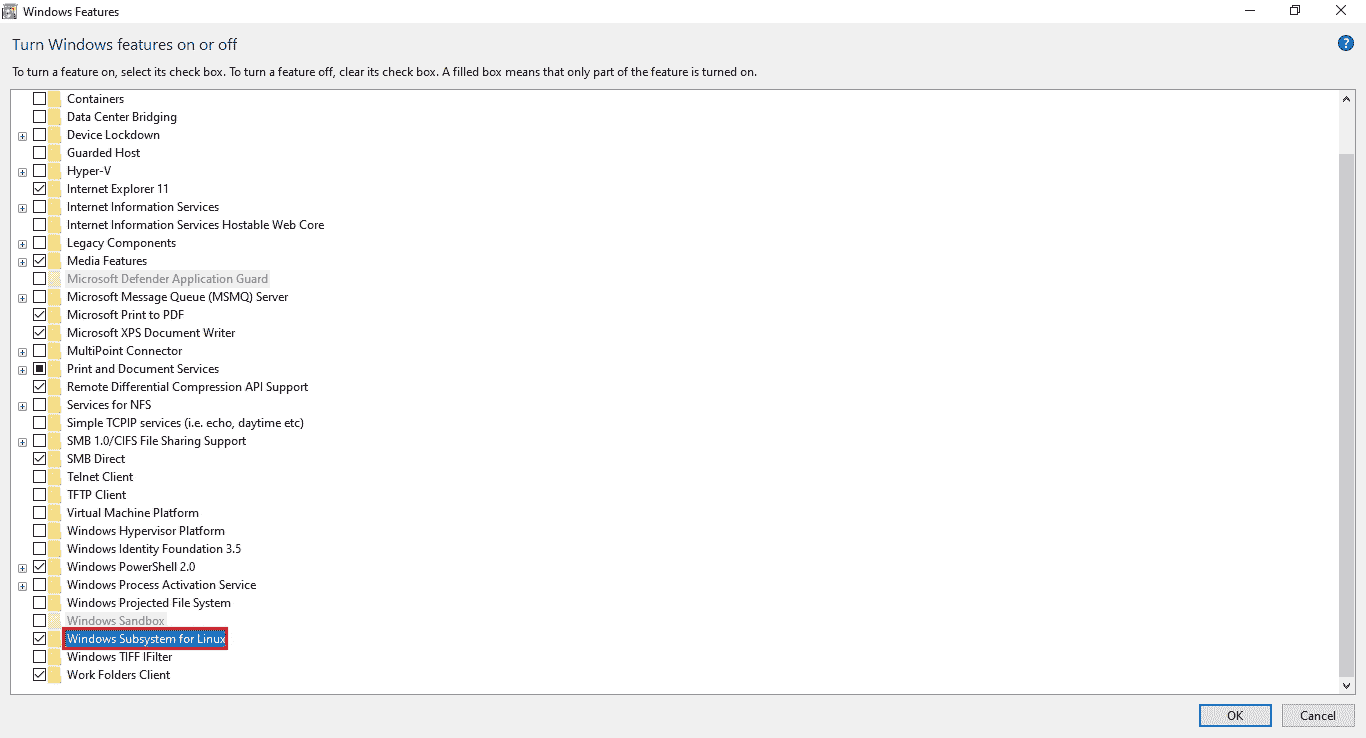 Windows Features
Turn Windows features on or off
?
To turn a feature on, select its check box. To turn a feature off, clear its check box. A filled box means that only part of the feature is turned on.
Containers
Data Center Bridging
Device Lockdown
Guarded Host
Hyper-V
Internet Explorer 11
Internet Information Services
Internet Information Services Hostable Web Core
Legacy Components
Media Features
Microsoft Defender Application Guard
Microsoft Message Queue (MSMQ) Server
Microsoft Print to PDF
Microsoft XPS Document Writer
MultiPoint Connector
Print and Document Services
Remote Differential Compression API Support
Services for NFS
Simple TCPIP services (i.e. echo, daytime etc)
SMB 1.0/CIFS File Sharing Support
SMB Direct
Telnet Client
TFTP Client
Virtual Machine Platform
Windows Hypervisor Platform
Windows Identity Foundation 3.5
Windows PowerShell 2.0
Windows Process Activation Service
Windows Projected File System
Windows Sandbox
Windows Subsystem for Linux
Windows TIFF IFilter
Work Folders Client
OK Cancel